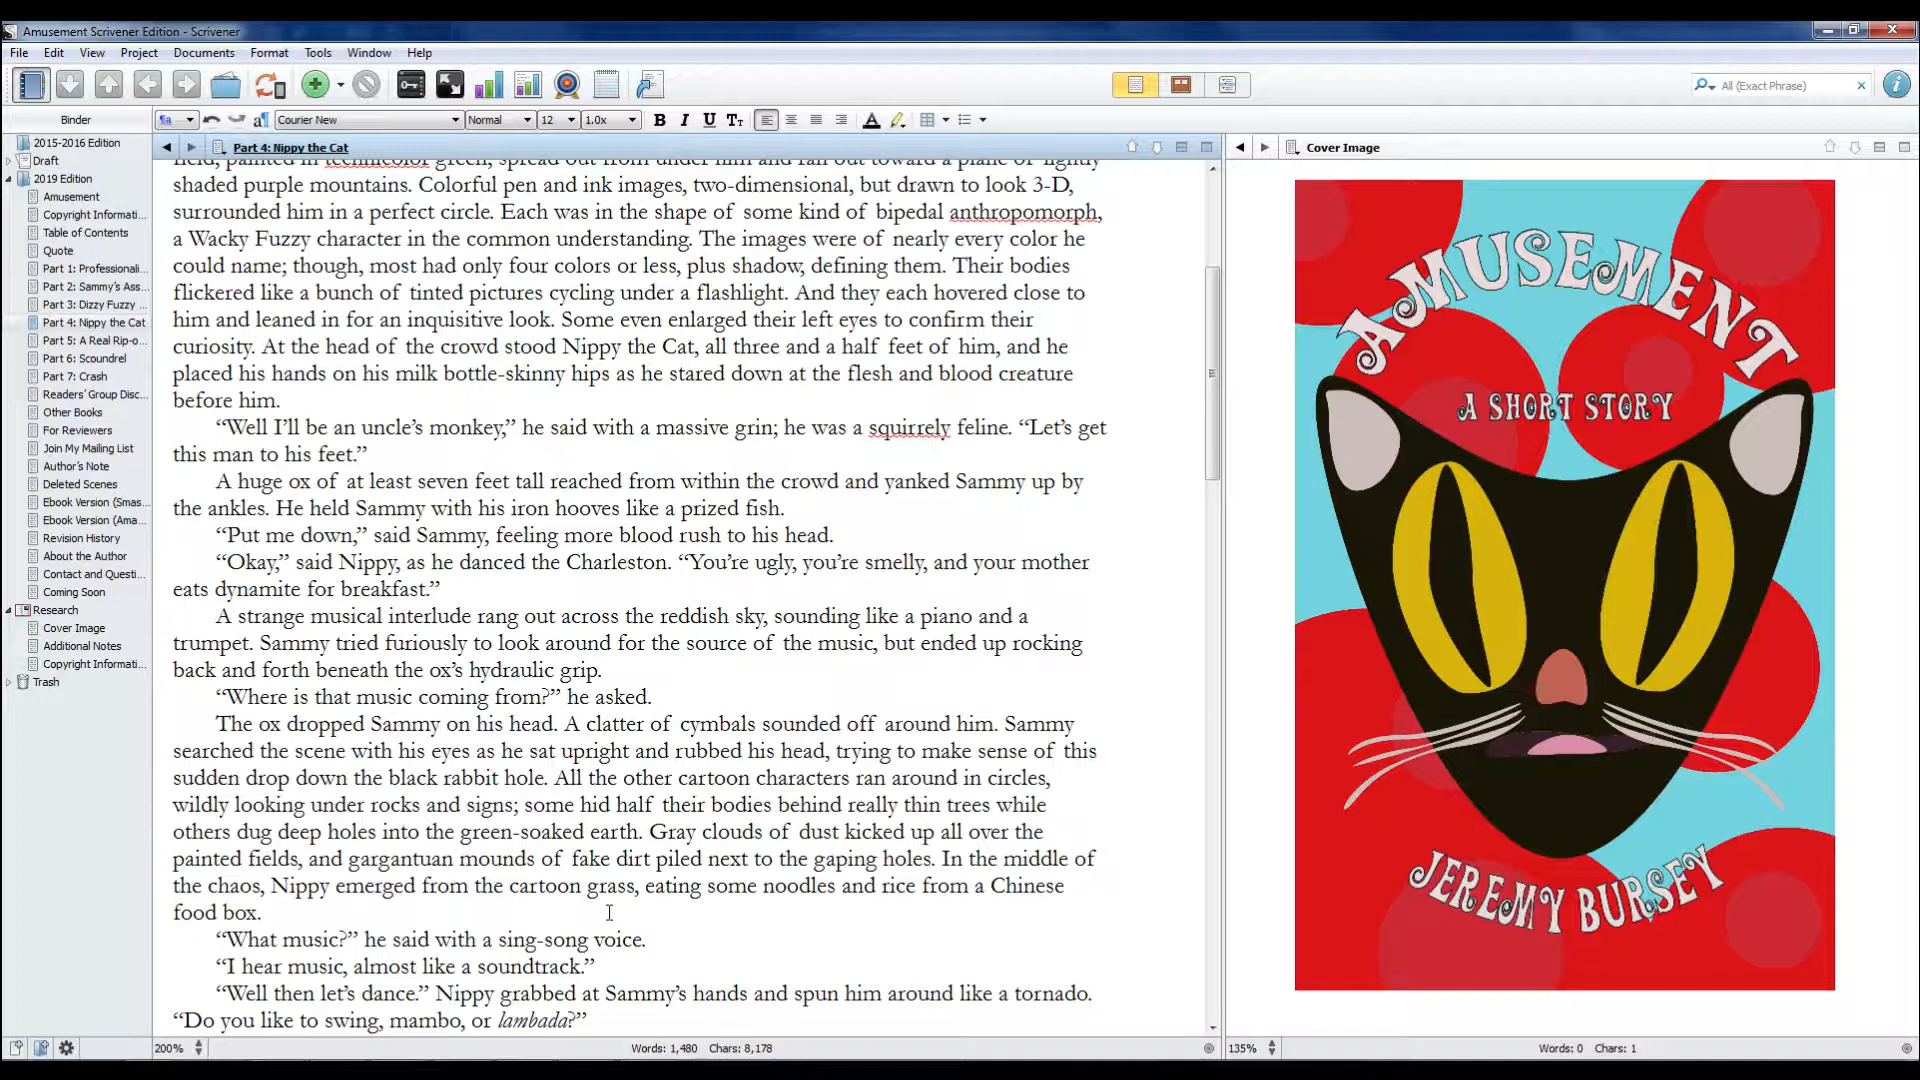 Amusement Scrivener Edition - Scrivener
File Edit View Project Documents Format Tools Window Help
All (Exact Phrase)
Binder
Courier New
Normal
12
1.0x
2015-2016 Edition
Draft
2019 Edition
Amusement
Copyright Informati...
Table of Contents
Quote
Part 1: Professionali...
Part 2: Sammy's Ass...
Part 3: Dizzy Fuzzy ...
Part 4: Nippy the Cat
Part 5: A Real Rip-o...
Part 6: Scoundrel
Part 7: Crash
Readers' Group Disc...
Other Books
For Reviewers
Join My Mailing List
Author's Note
Deleted Scenes
Ebook Version (Smas...
Ebook Version (Ama...
Revision History
About the Author
Contact and Questi...
Coming Soon
Research
Cover Image
Additional Notes
Copyright Informati...
Trash
Part 4: Nippy the Cat
field, painted in technicolor green, spread out from under him and ran out toward a plane of lightly
shaded purple mountains. Colorful pen and ink images, two-dimensional, but drawn to look 3-D,
surrounded him in a perfect circle. Each was in the shape of some kind of bipedal anthropomorph,
a Wacky Fuzzy character in the common understanding. The images were of nearly every color he
could name; though, most had only four colors or less, plus shadow, defining them. Their bodies
flickered like a bunch of tinted pictures cycling under a flashlight. And they each hovered close to
him and leaned in for an inquisitive look. Some even enlarged their left eyes to confirm their
curiosity. At the head of the crowd stood Nippy the Cat, all three and a half feet of him, and he
placed his hands on his milk bottle-skinny hips as he stared down at the flesh and blood creature
before him.
“Well I’ll be an uncle’s monkey,” he said with a massive grin; he was a squirrely feline. “Let’s get
this man to his feet.”
A huge ox of at least seven feet tall reached from within the crowd and yanked Sammy up by
the ankles. He held Sammy with his iron hooves like a prized fish.
“Put me down,” said Sammy, feeling more blood rush to his head.
“Okay,” said Nippy, as he danced the Charleston. “You’re ugly, you’re smelly, and your mother
eats dynamite for breakfast.”
A strange musical interlude rang out across the reddish sky, sounding like a piano and a
trumpet. Sammy tried furiously to look around for the source of the music, but ended up rocking
back and forth beneath the ox’s hydraulic grip.
“Where is that music coming from?” he asked.
The ox dropped Sammy on his head. A clatter of cymbals sounded off around him. Sammy
searched the scene with his eyes as he sat upright and rubbed his head, trying to make sense of this
sudden drop down the black rabbit hole. All the other cartoon characters ran around in circles,
wildly looking under rocks and signs; some hid half their bodies behind really thin trees while
others dug deep holes into the green-soaked earth. Gray clouds of dust kicked up all over the
painted fields, and gargantuan mounds of fake dirt piled next to the gaping holes. In the middle of
the chaos, Nippy emerged from the cartoon grass, eating some noodles and rice from a Chinese
food box.
“What music?” he said with a sing-song voice.
“I hear music, almost like a soundtrack.”
“Well then let’s dance.” Nippy grabbed at Sammy’s hands and spun him around like a tornado.
“Do you like to swing, mambo, or lambada?”
200%
Words: 1,480 Chars: 8,178
Cover Image
AMUSEMENT
A SHORT STORY
JEREMY BURSEY
135%
Words: 0 Chars: 1